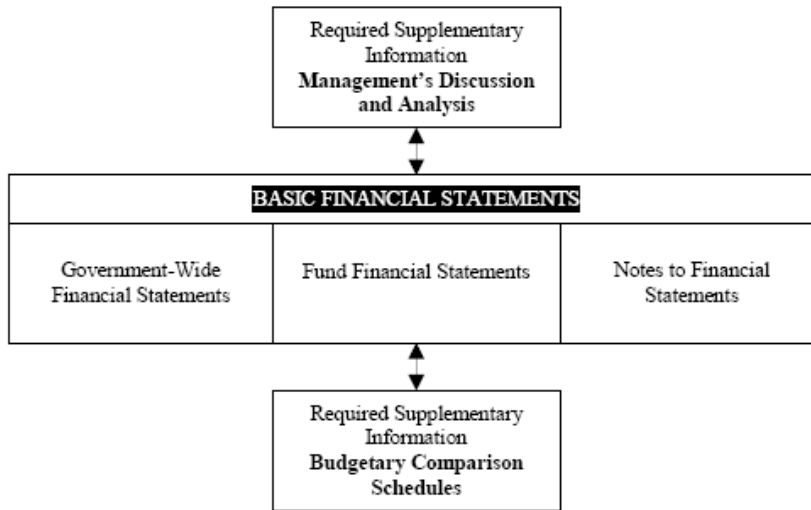 Required Supplementary
Information
Management's Discussion
and Analysis
BASIC FINANCIAL STATEMENTS
Government-Wide
Financial Statements
Fund Financial Statements
Notes to Financial
Statements
Required Supplementary
Information
Budgetary Comparison
Schedules